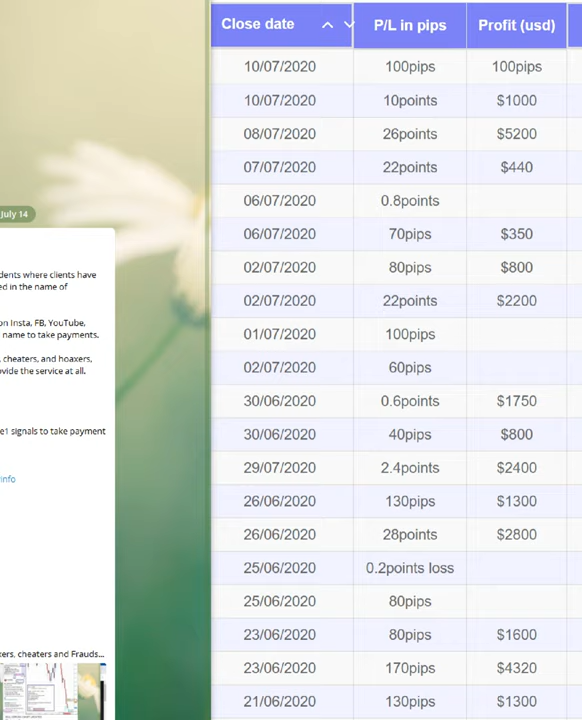 July 14
dents where clients have
ed in the name of
on Insta, FB, YouTube,
name to take payments.
cheaters, and hoaxers,
vide the service at all.
e1 signals to take payment
info
ers, cheaters and Frauds...
Close date P/L in pips Profit (usd)
10/07/2020 100pips 100pips
10/07/2020 10points $1000
08/07/2020 26points $5200
07/07/2020 22points $440
06/07/2020 0.8points
06/07/2020 70pips $350
02/07/2020 80pips $800
02/07/2020 22points $2200
01/07/2020 100pips
02/07/2020 60pips
30/06/2020 0.6points $1750
30/06/2020 40pips $800
29/07/2020 2.4points $2400
26/06/2020 130pips $1300
26/06/2020 28points $2800
25/06/2020 0.2points loss
25/06/2020 80pips
23/06/2020 80pips $1600
23/06/2020 170pips $4320
21/06/2020 130pips $1300